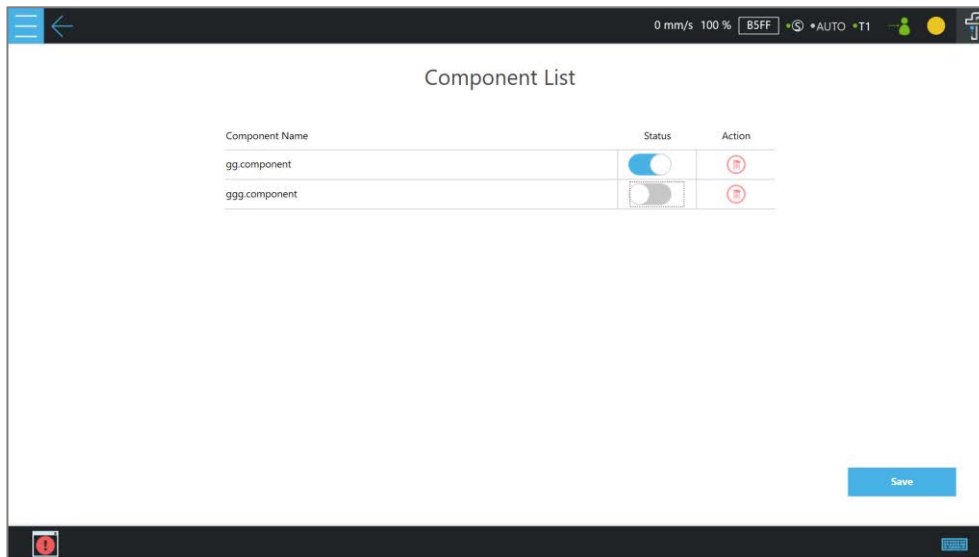 0 mm/s 100 % B5FF •Ⓢ •AUTO •T1
Component List
Component Name Status Action
gg.component
ggg.component
Save